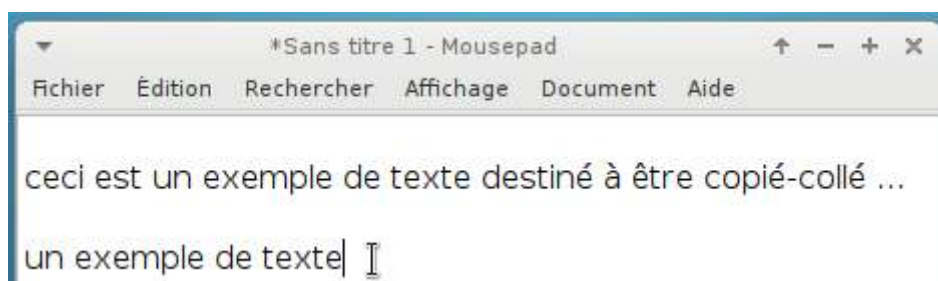 *Sans titre 1 - Mousepad
Fichier Édition Rechercher Affichage Document Aide
ceci est un exemple de texte destiné à être copié-collé ...
un exemple de texte